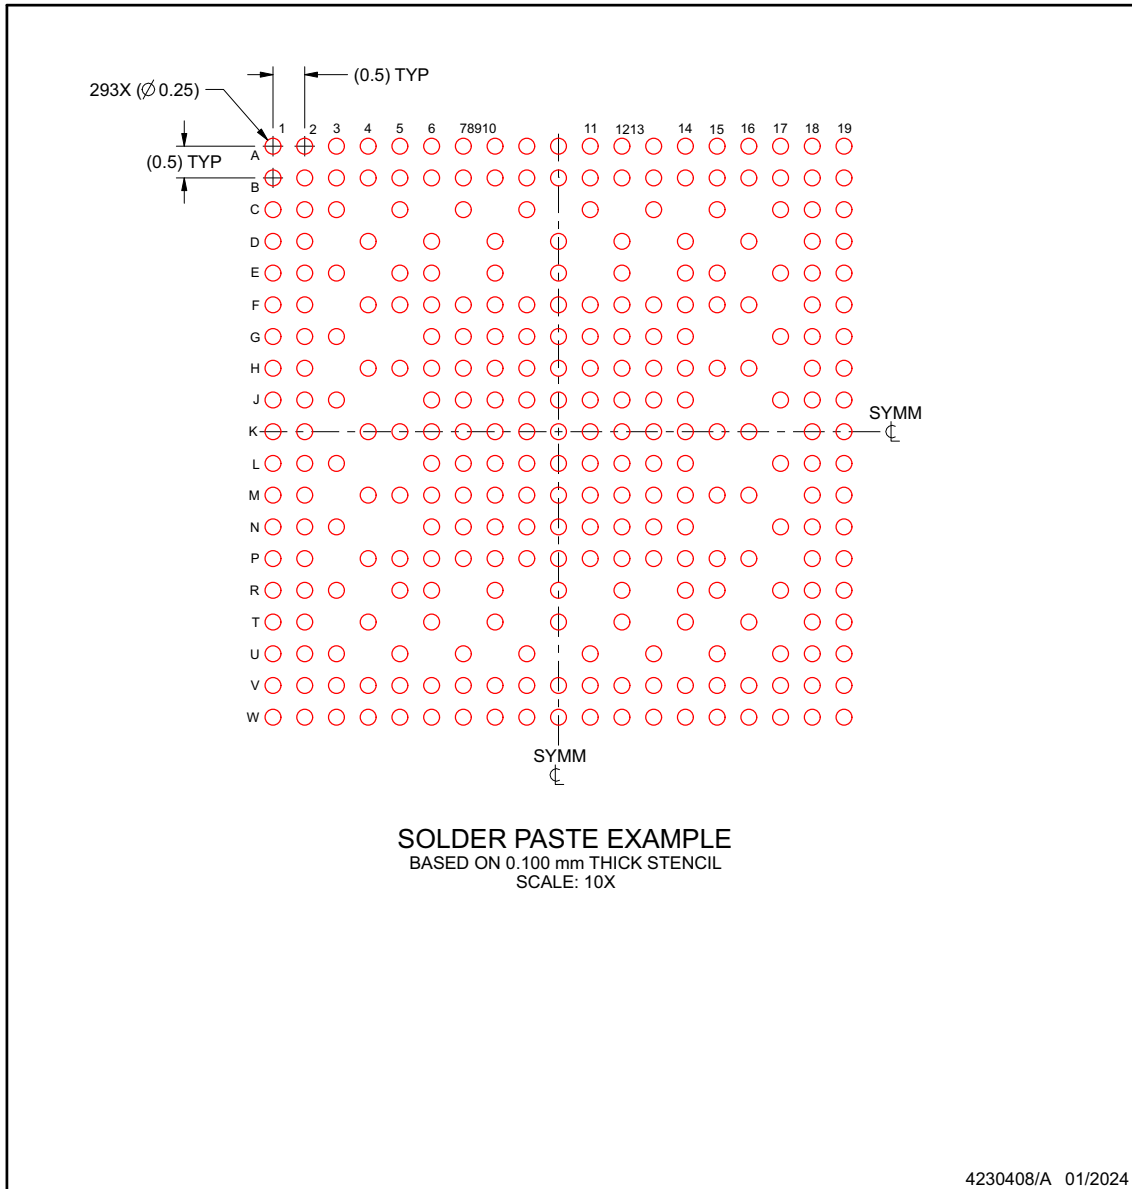 (0.5) TYP
293X (∅ 0.25)
1 2 3 4 5 6 78910 11 1213 14 15 16 17 18 19
A
(0.5) TYP
B
C
D
E
F
G
H
J
SYMM
K
℄
L
M
N
P
R
T
U
V
W
SYMM
℄
SOLDER PASTE EXAMPLE
BASED ON 0.100 mm THICK STENCIL
SCALE: 10X
4230408/A 01/2024